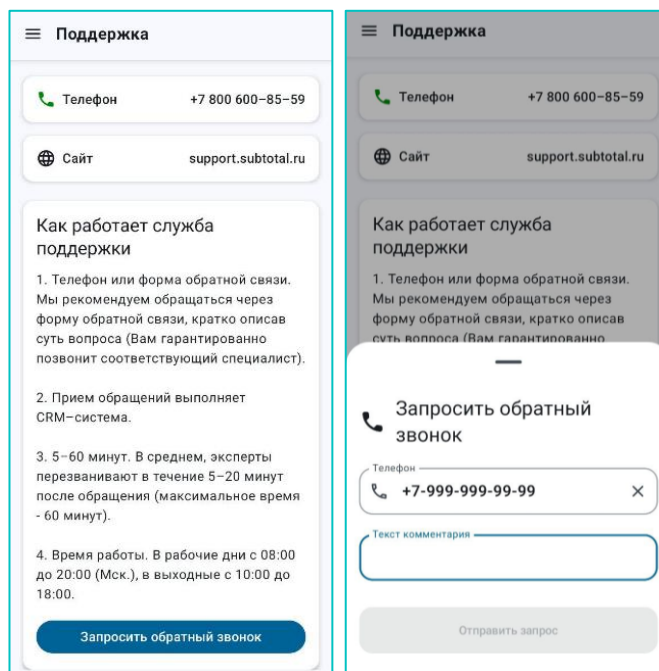 Поддержка
Телефон +7 800 600-85-59
Сайт support.subtotal.ru
Как работает служба
поддержки
1. Телефон или форма обратной связи.
Мы рекомендуем обращаться через
форму обратной связи, кратко описав
суть вопроса (Вам гарантированно
позвонит соответствующий специалист).
2. Прием обращений выполняет
CRM-система.
3. 5-60 минут. В среднем, эксперты
перезванивают в течение 5-20 минут
после обращения (максимальное время
- 60 минут).
4. Время работы. В рабочие дни с 08:00
до 20:00 (Мск.), в выходные с 10:00 до
18:00.
Запросить обратный звонок
Поддержка
Телефон +7 800 600-85-59
Сайт support.subtotal.ru
Как работает служба
поддержки
1. Телефон или форма обратной связи.
Мы рекомендуем обращаться через
форму обратной связи, кратко описав
суть вопроса (Вам гарантированно
Запросить обратный
звонок
Телефон
+7-999-999-99-99
Текст комментария
Отправить запрос